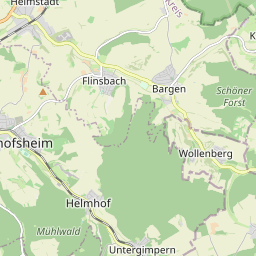 Helmstadt
Kreis
K
Flinsbach
Bargen
Schöner
Forst
hofsheim
Wollenberg
Helmhof
Mühlwald
Untergimpern